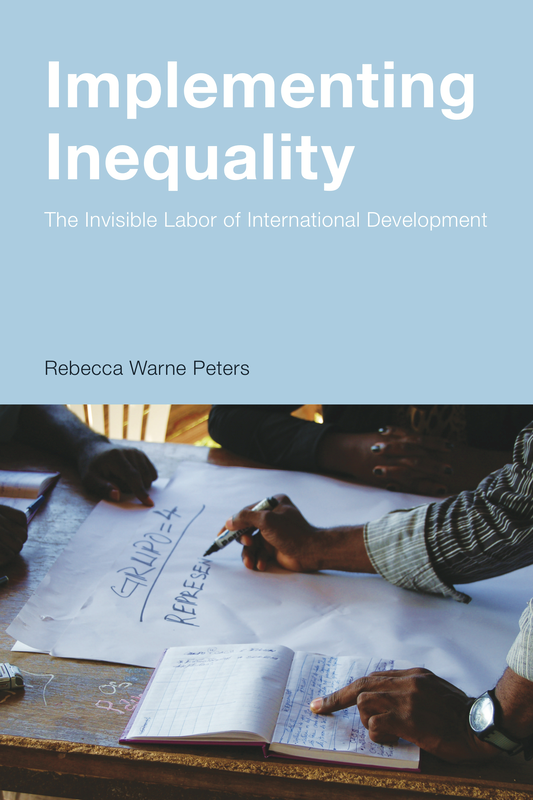 Implementing
Inequality
The Invisible Labor of International Development
Rebecca Warne Peters
GRUPO=4
REPRESEN